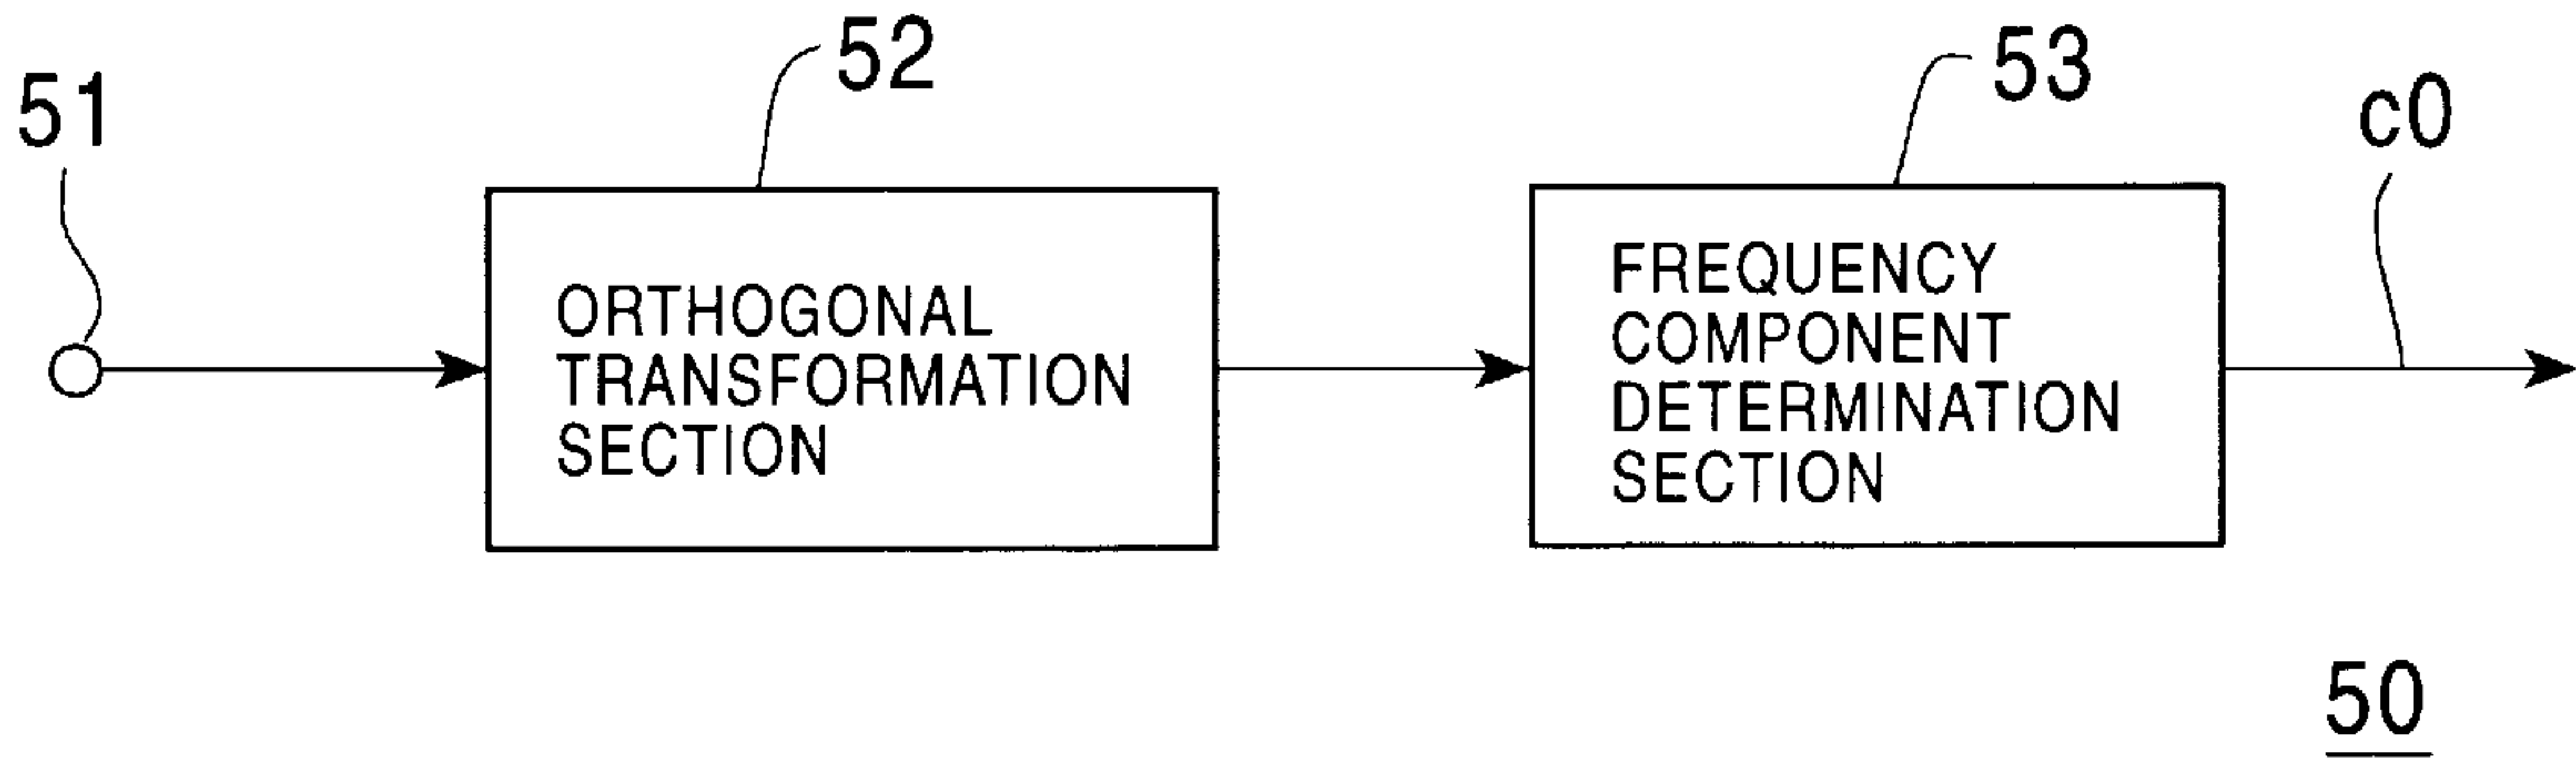 51
52
53
c0
ORTHOGONAL
TRANSFORMATION
SECTION
FREQUENCY
COMPONENT
DETERMINATION
SECTION
50